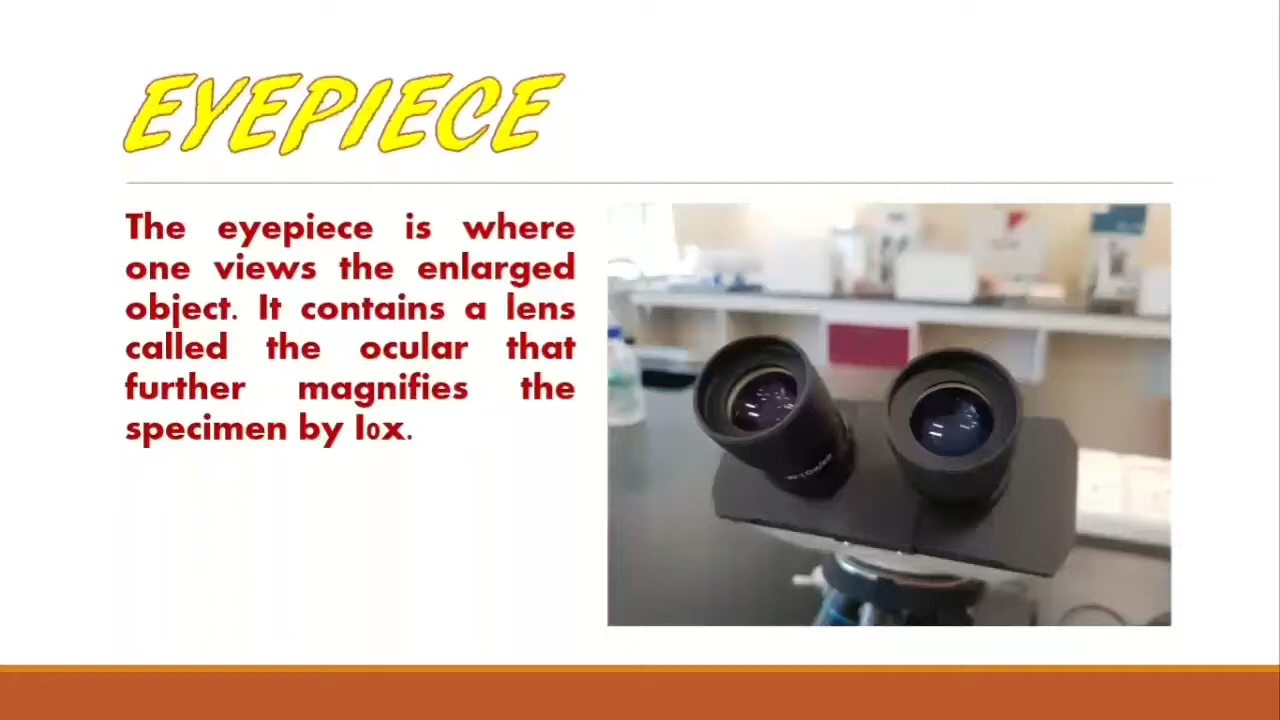 EYEPIECE
The eyepiece is where
one views the enlarged
object. It contains a lens
called the ocular that
further magnifies the
specimen by 10x.